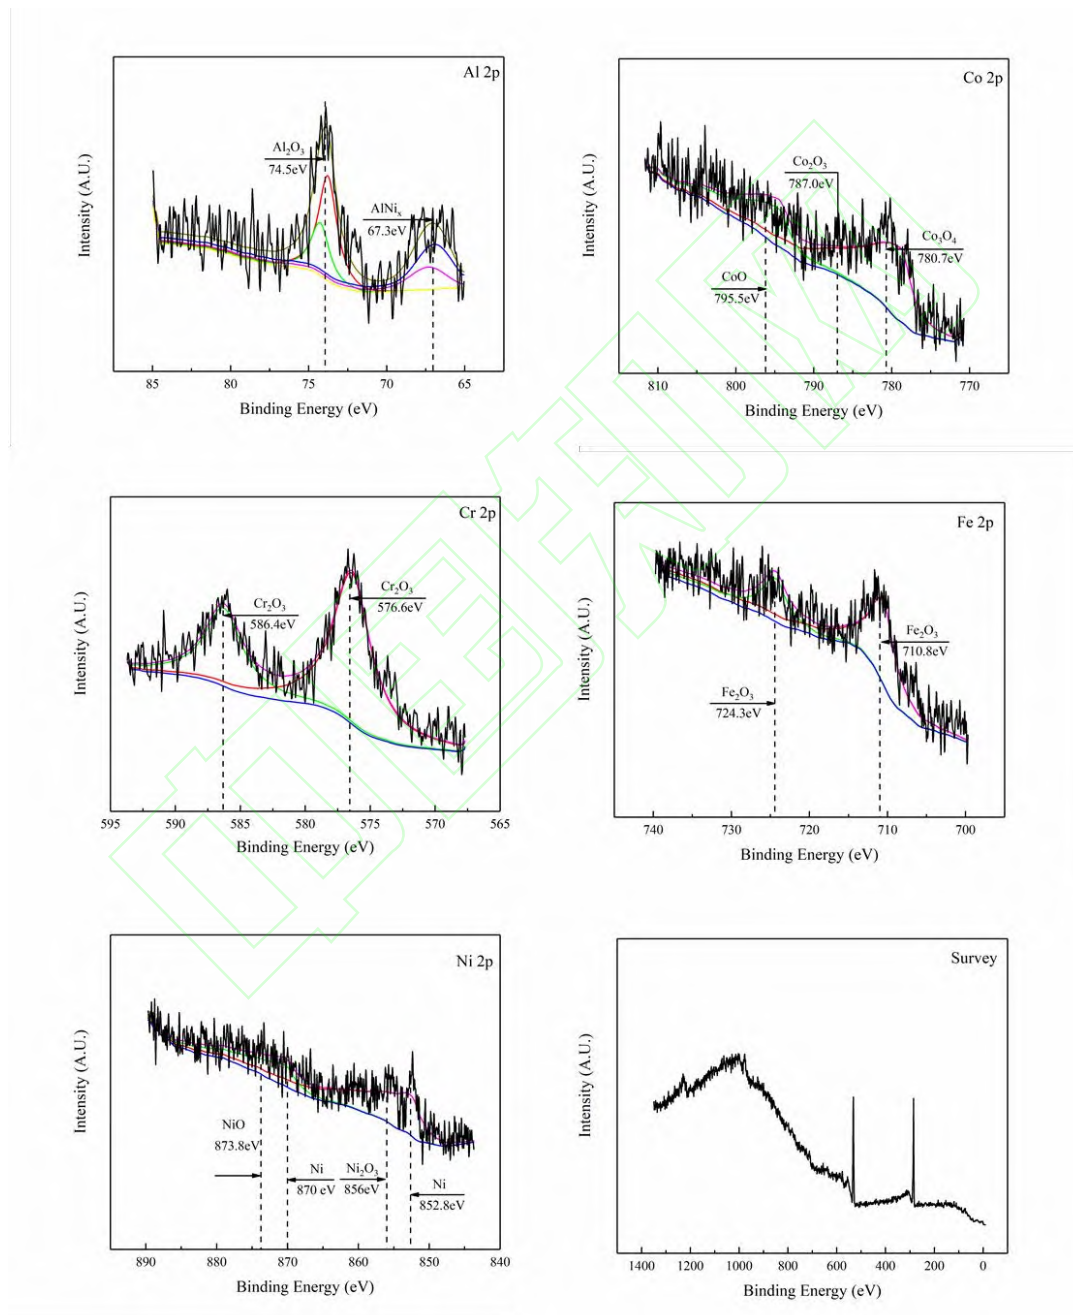 Al 2p
Al₂O₃
74.5eV
AlNiₓ
67.3eV
Intensity (A.U.)
85 80 75 70 65
Binding Energy (eV)
Co 2p
Co₂O₃
787.0eV
Co₃O₄
780.7eV
CoO
795.5eV
Intensity (A.U.)
810 800 790 780 770
Binding Energy (eV)
Cr 2p
Cr₂O₃
576.6eV
Cr₂O₃
586.4eV
Intensity (A.U.)
595 590 585 580 575 570 565
Binding Energy (eV)
Fe 2p
Fe₂O₃
710.8eV
Fe₂O₃
724.3eV
Intensity (A.U.)
740 730 720 710 700
Binding Energy (eV)
Ni 2p
NiO
873.8eV
Ni
870 eV
Ni₂O₃
856eV
Ni
852.8eV
Intensity (A.U.)
890 880 870 860 850 840
Binding Energy (eV)
Survey
Intensity (A.U.)
1400 1200 1000 800 600 400 200 0
Binding Energy (eV)